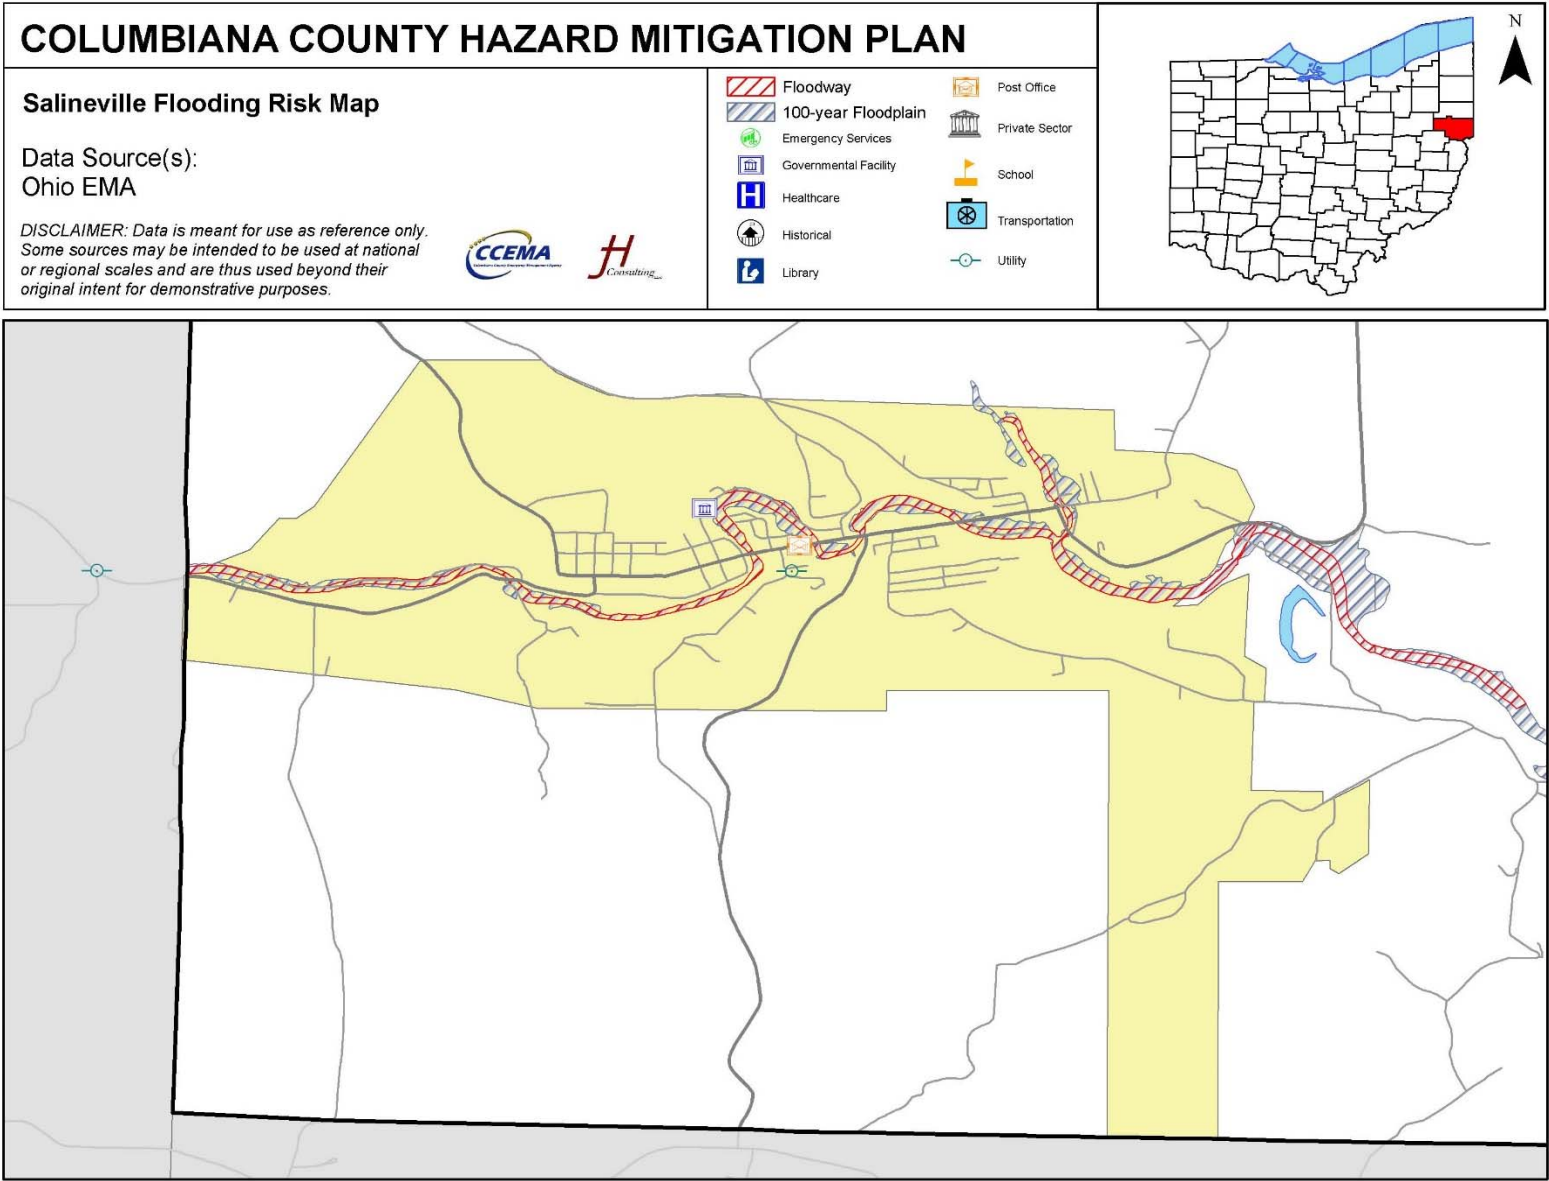 COLUMBIANA COUNTY HAZARD MITIGATION PLAN
Salineville Flooding Risk Map
Data Source(s):
Ohio EMA
DISCLAIMER: Data is meant for use as reference only.
Some sources may be intended to be used at national
or regional scales and are thus used beyond their
original intent for demonstrative purposes.
CCEMA
JH
Consulting
Floodway
100-year Floodplain
Emergency Services
Governmental Facility
H Healthcare
Historical
Library
Post Office
Private Sector
School
Transportation
Utility
N